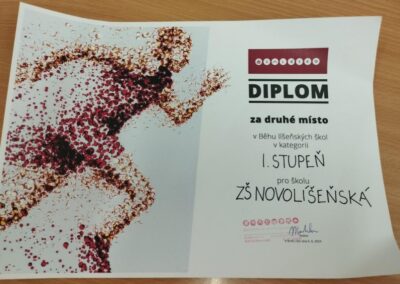 DIPLOM
za druhé místo
v Běhu líšeňských škol
v kategorii
I. STUPEŇ
pro školu
ZŠ NOVOLÍŠEŇSKÁ